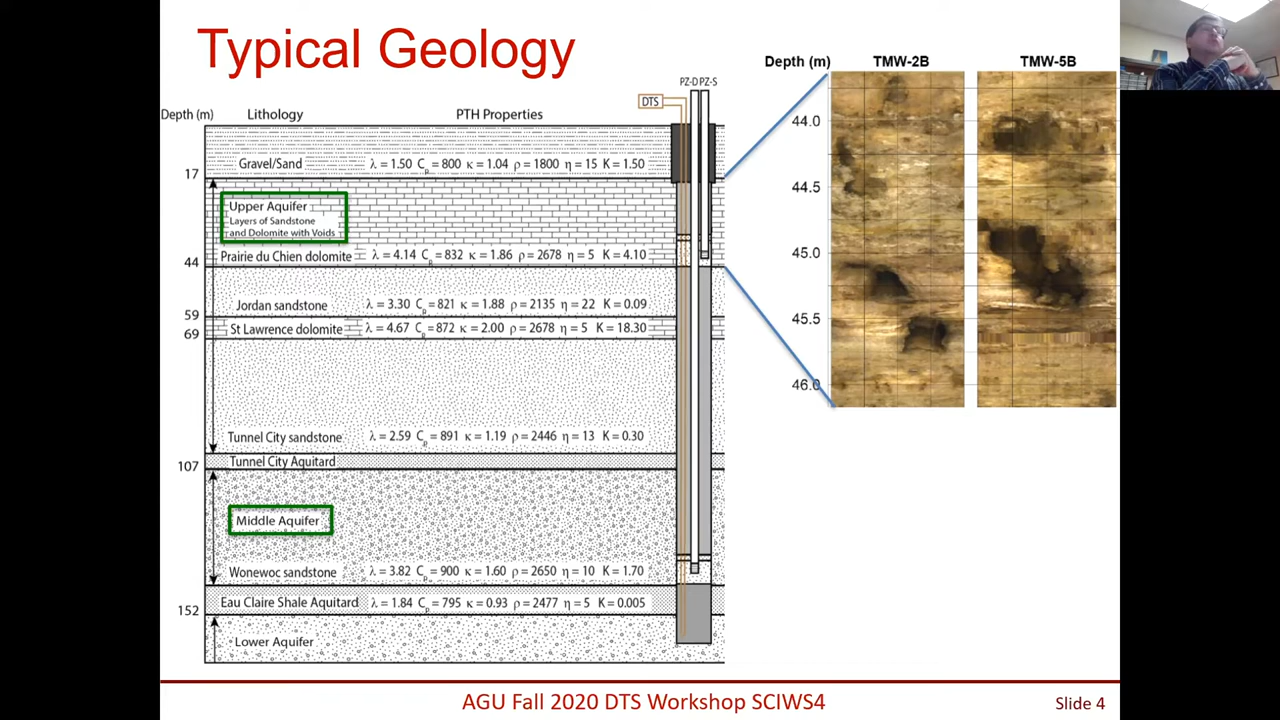 Typical Geology
Depth (m) Lithology PTH Properties DTS PZ-D PZ-S
Gravel/Sand λ = 1.50 Cp = 800 κ = 1.04 ρ = 1800 η = 15 K = 1.50
17
Upper Aquifer
Layers of Sandstone
and Dolomite with Voids
Prairie du Chien dolomite λ = 4.14 Cp = 832 κ = 1.86 ρ = 2678 η = 5 K = 4.10
44
Jordan sandstone λ = 3.30 Cp = 821 κ = 1.88 ρ = 2135 η = 22 K = 0.09
59
St Lawrence dolomite λ = 4.67 Cp = 872 κ = 2.00 ρ = 2678 η = 5 K = 18.30
69
Tunnel City sandstone λ = 2.59 Cp = 891 κ = 1.19 ρ = 2446 η = 13 K = 0.30
Tunnel City Aquitard
107
Middle Aquifer
Wonewoc sandstone λ = 3.82 Cp = 900 κ = 1.60 ρ = 2650 η = 10 K = 1.70
Eau Claire Shale Aquitard λ = 1.84 Cp = 795 κ = 0.93 ρ = 2477 η = 5 K = 0.005
152
Lower Aquifer
Depth (m) TMW-2B TMW-5B
44.0
44.5
45.0
45.5
46.0
AGU Fall 2020 DTS Workshop SCIWS4
Slide 4